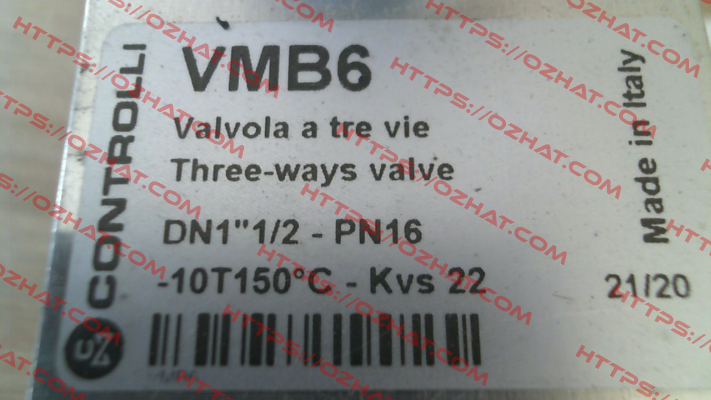 CONTROLLI
VMB6
Valvola a tre vie
Three-ways valve
DN1"1/2 - PN16
-10T150°C - Kvs 22
Made in Italy
21/20
HTTPS://OZHAT.COM